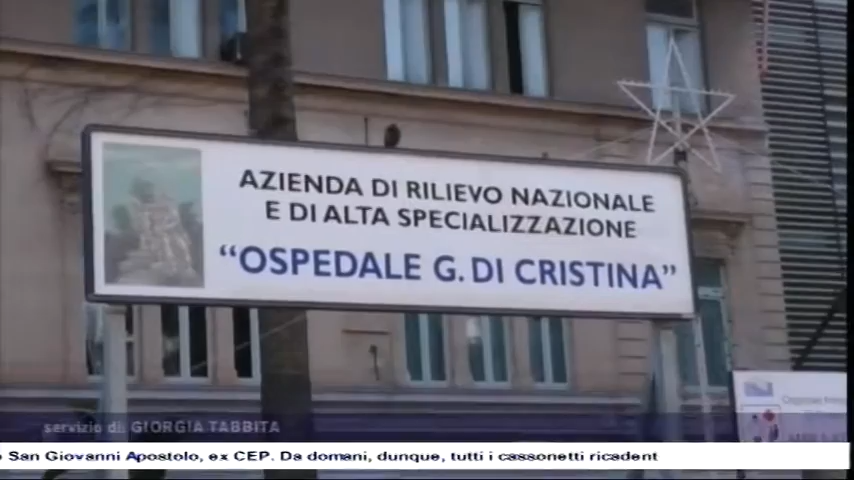 AZIENDA DI RILIEVO NAZIONALE
E DI ALTA SPECIALIZZAZIONE
“OSPEDALE G. DI CRISTINA”
servizio di: GIORGIA TABBITA
San Giovanni Apostolo, ex CEP. Da domani, dunque, tutti i cassonetti ricadent